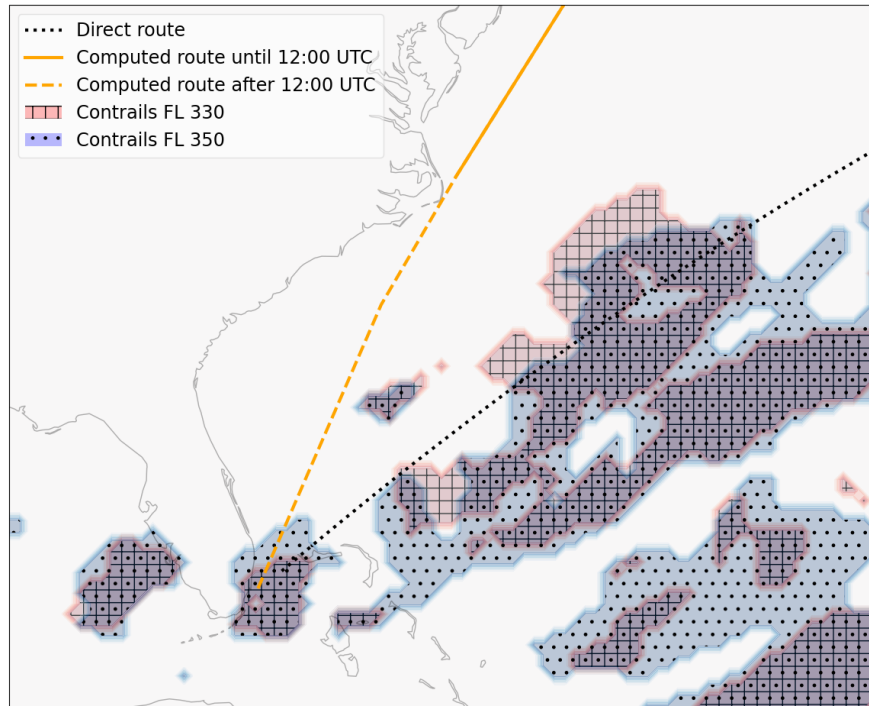 Direct route
Computed route until 12:00 UTC
Computed route after 12:00 UTC
Contrails FL 330
Contrails FL 350